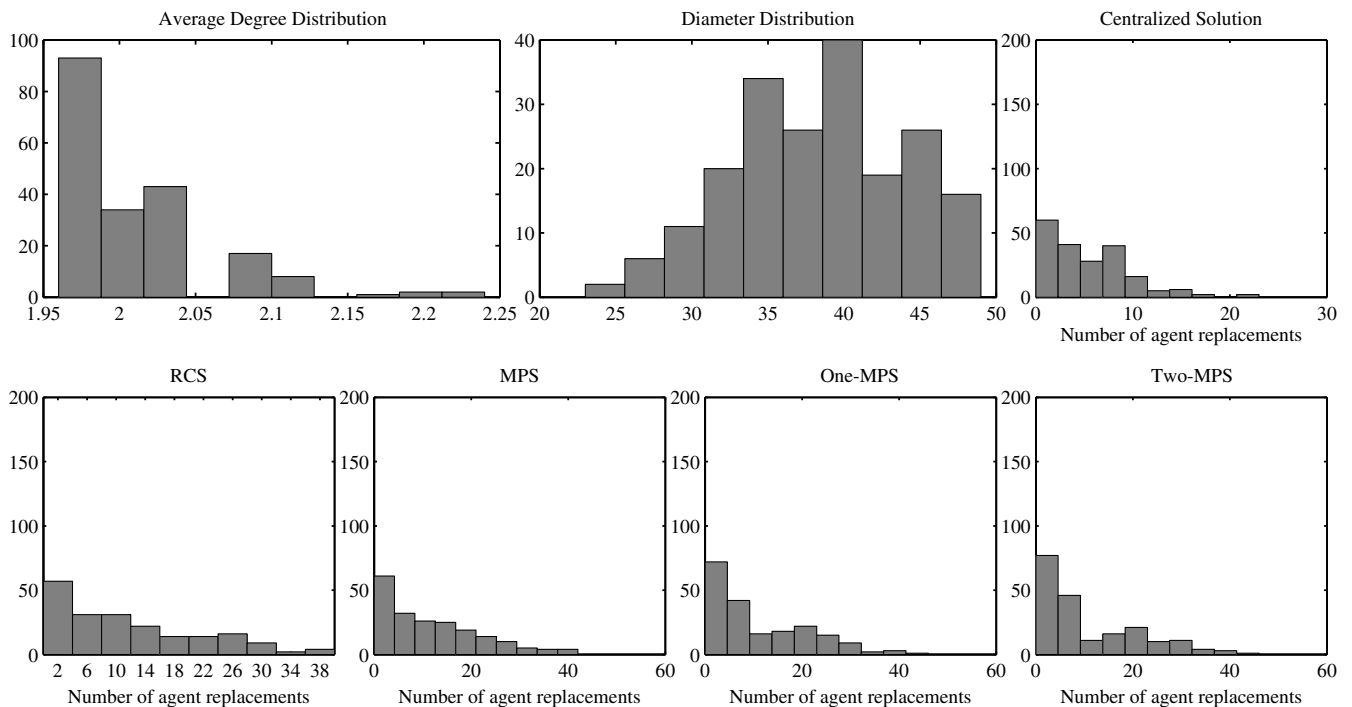 Average Degree Distribution
100
80
60
40
20
0
1.95 2 2.05 2.1 2.15 2.2 2.25
Diameter Distribution
40
30
20
10
0
20 25 30 35 40 45 50
Centralized Solution
200
150
100
50
0
0 10 20 30
Number of agent replacements
RCS
200
150
100
50
0
2 6 10 14 18 22 26 30 34 38
Number of agent replacements
MPS
200
150
100
50
0
0 20 40 60
Number of agent replacements
One-MPS
200
150
100
50
0
0 20 40 60
Number of agent replacements
Two-MPS
200
150
100
50
0
0 20 40 60
Number of agent replacements